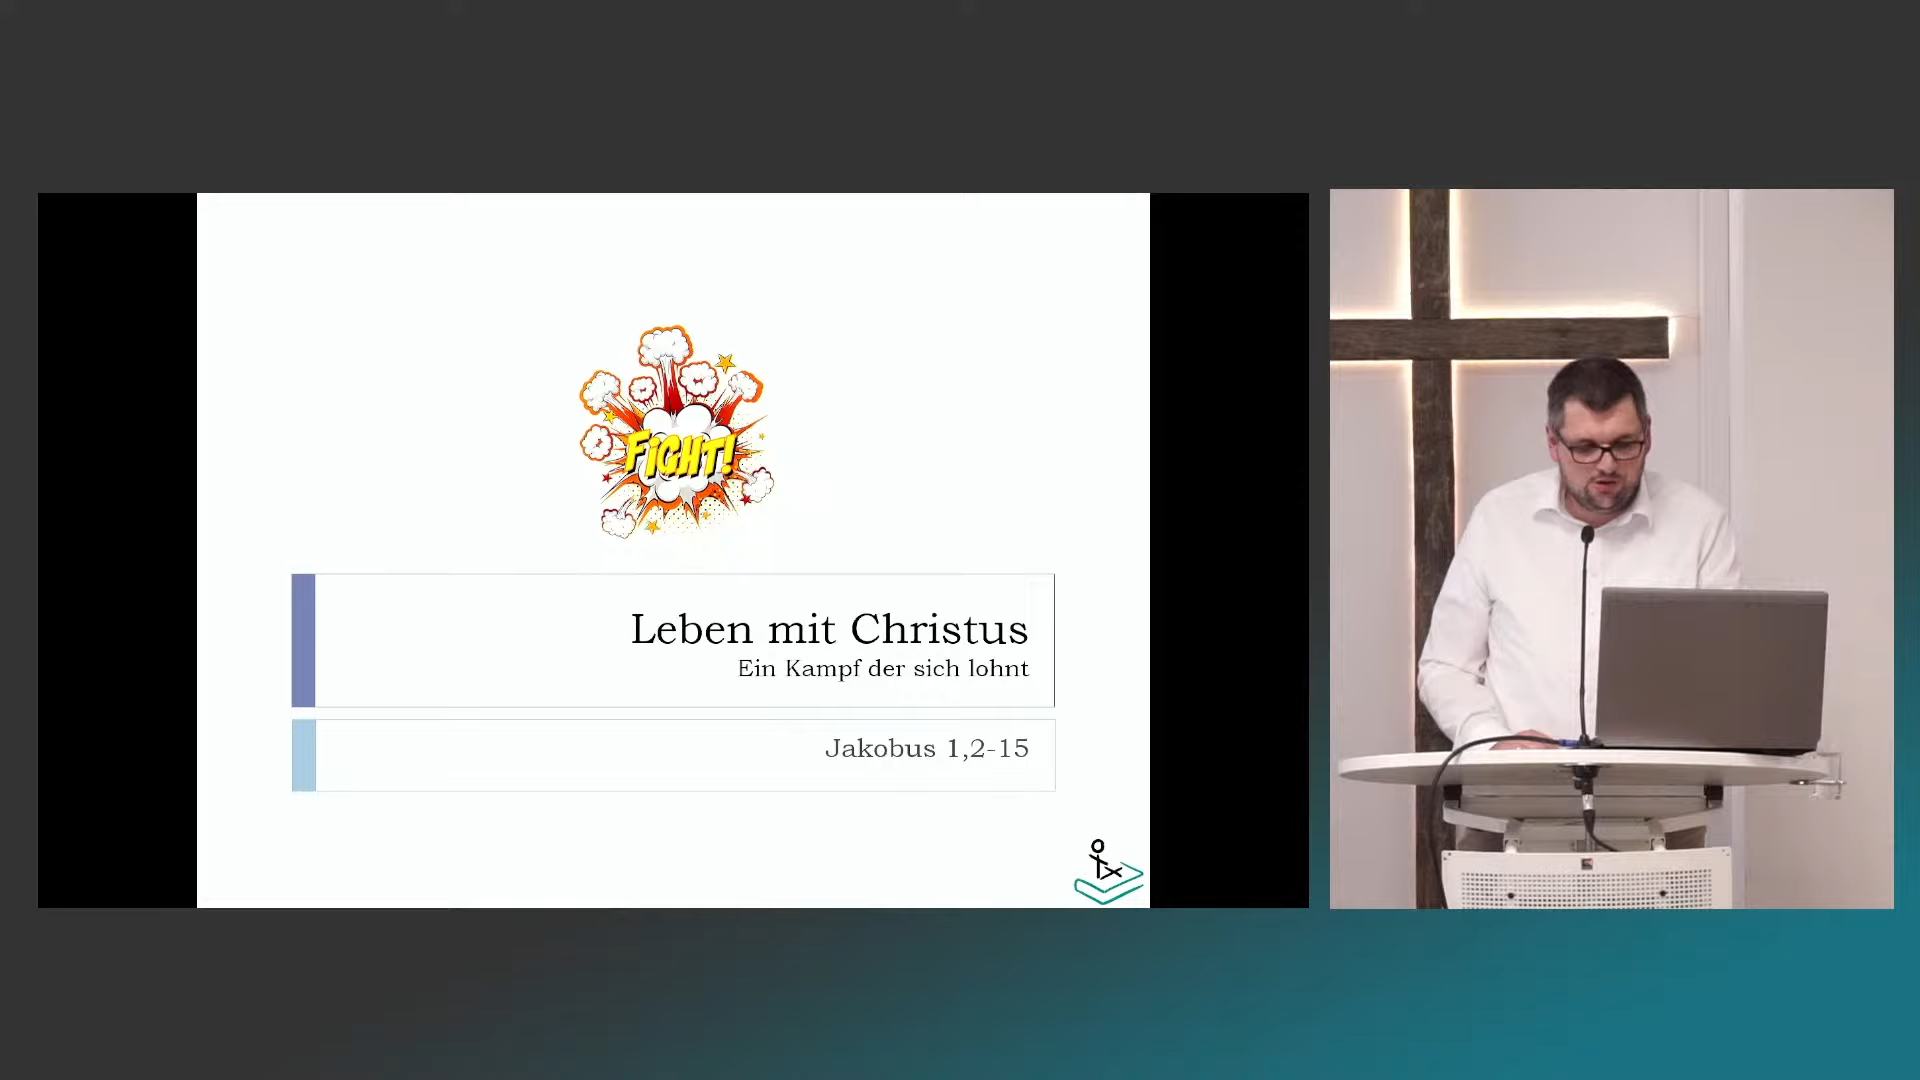 FIGHT!
Leben mit Christus
Ein Kampf der sich lohnt
Jakobus 1,2-15